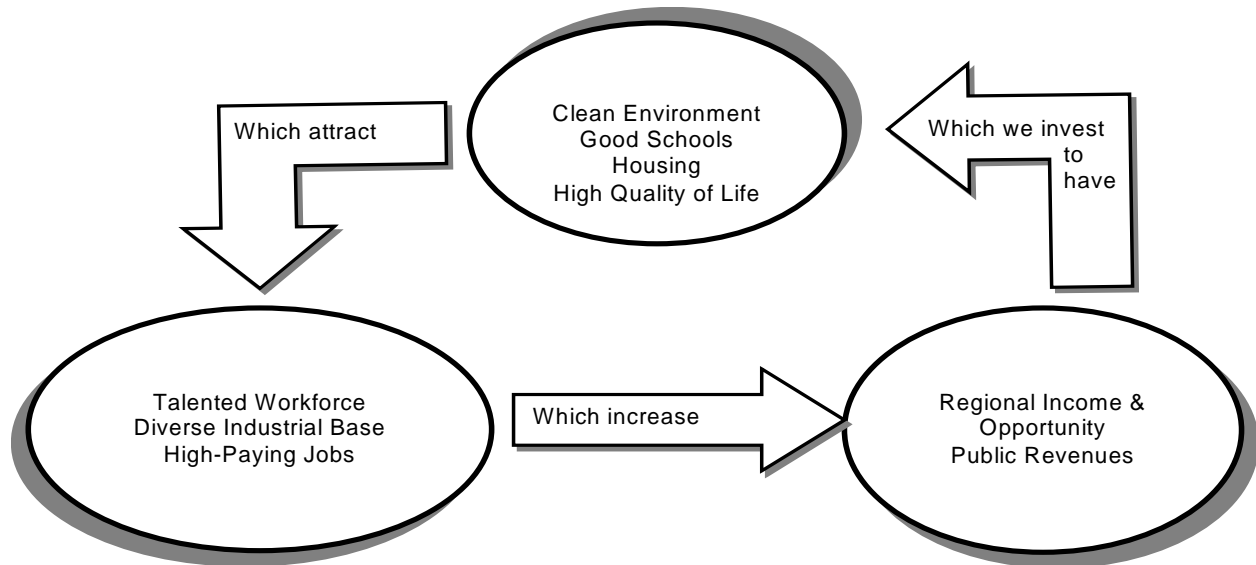 Clean Environment
Good Schools
Housing
High Quality of Life
Which attract
Talented Workforce
Diverse Industrial Base
High-Paying Jobs
Which increase
Regional Income &
Opportunity
Public Revenues
Which we invest
to
have